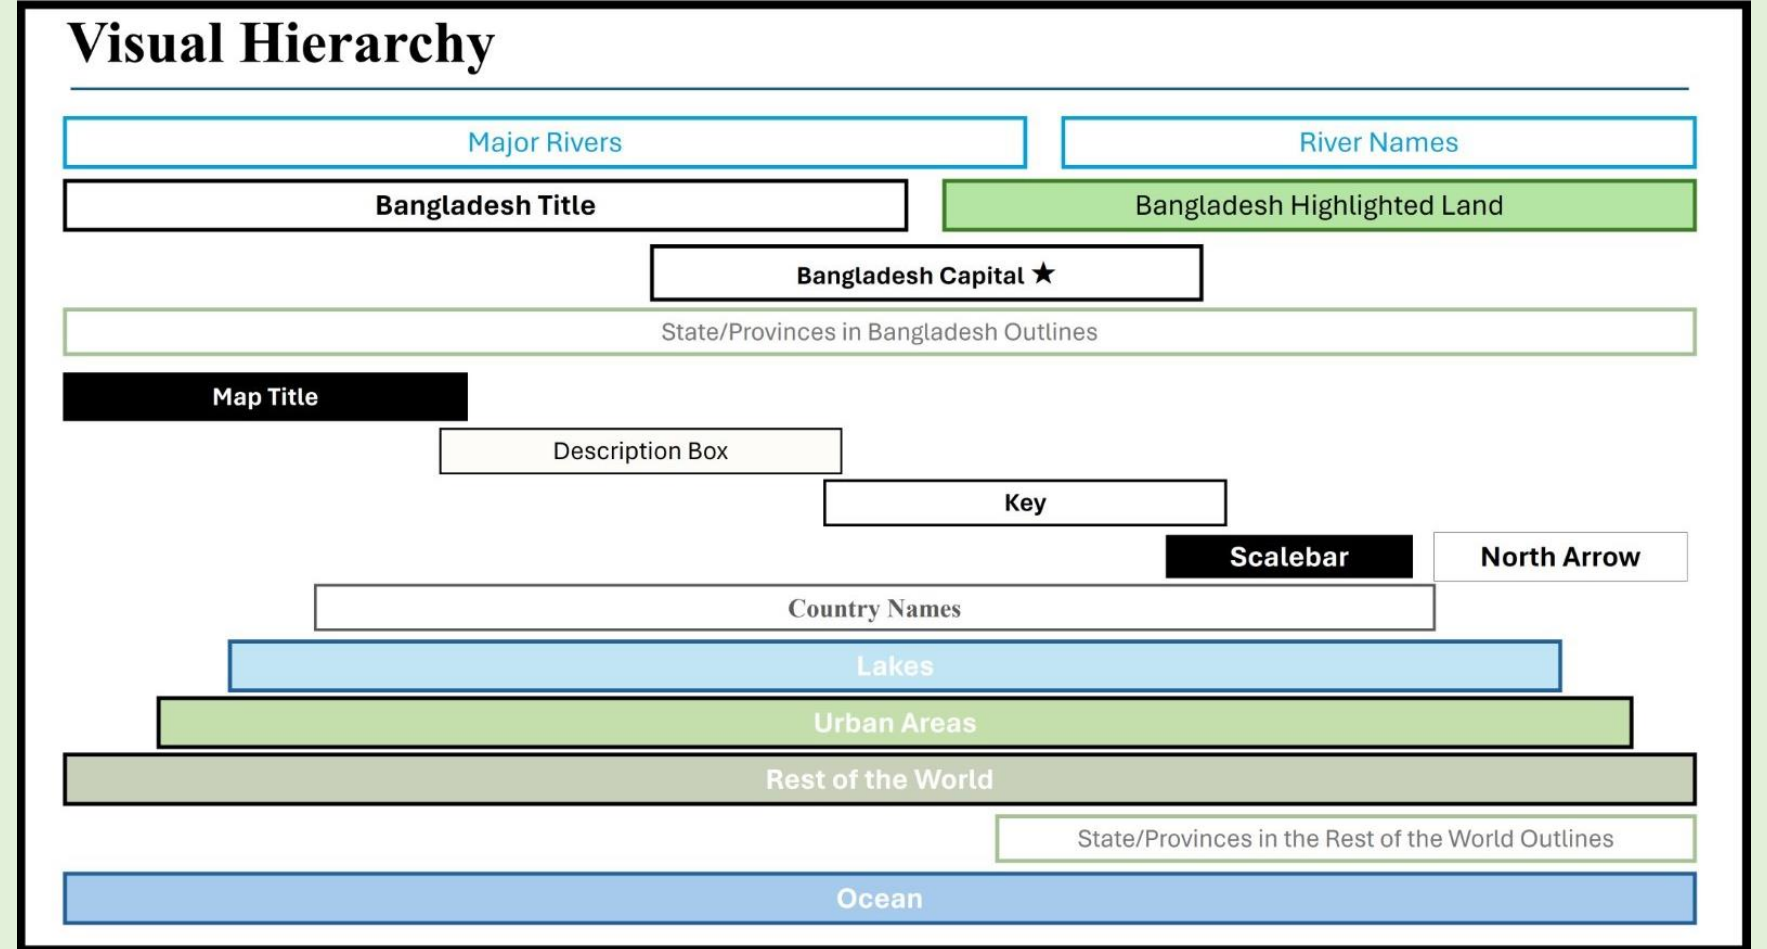 Visual Hierarchy
Major Rivers
River Names
Bangladesh Title
Bangladesh Highlighted Land
Bangladesh Capital ★
State/Provinces in Bangladesh Outlines
Map Title
Description Box
Key
Scalebar
North Arrow
Country Names
Lakes
Urban Areas
Rest of the World
State/Provinces in the Rest of the World Outlines
Ocean